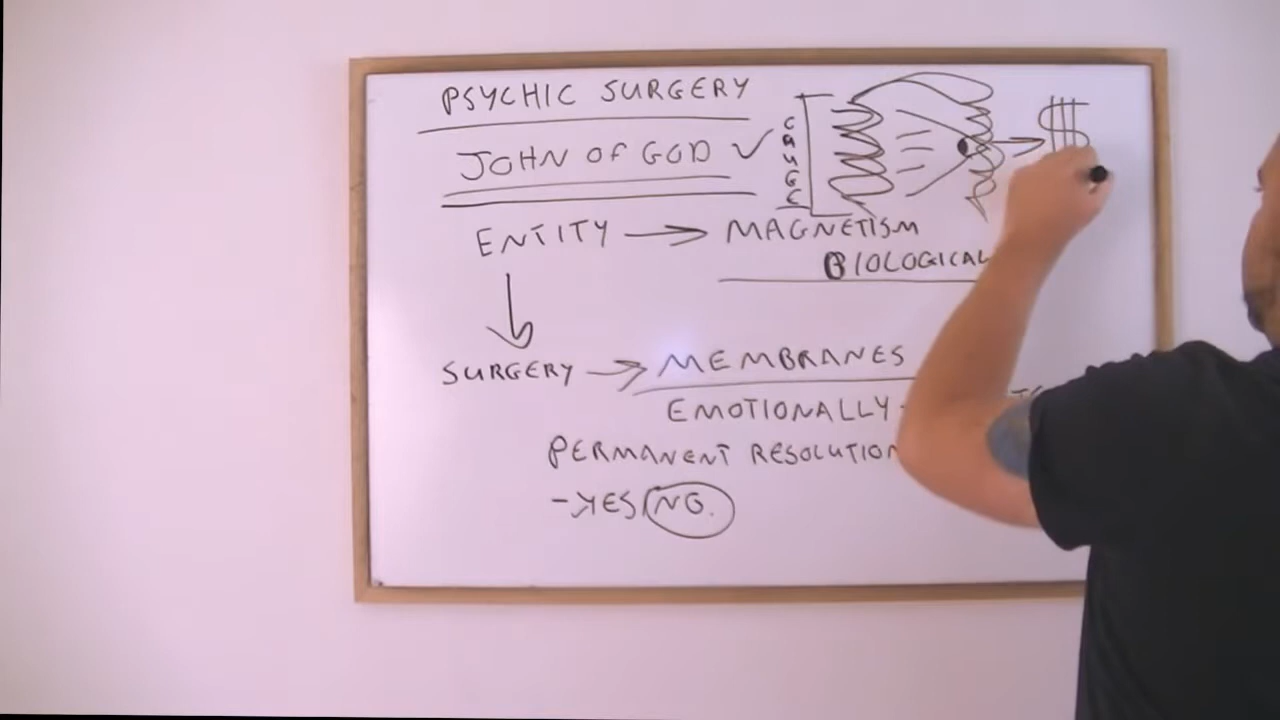 PSYCHIC SURGERY
JOHN OF GOD ✓
CAUSE
$
ENTITY → MAGNETISM
BIOLOGICAL
SURGERY → MEMBRANES
EMOTIONALLY -
PERMANENT RESOLUTION
- YES/NO.